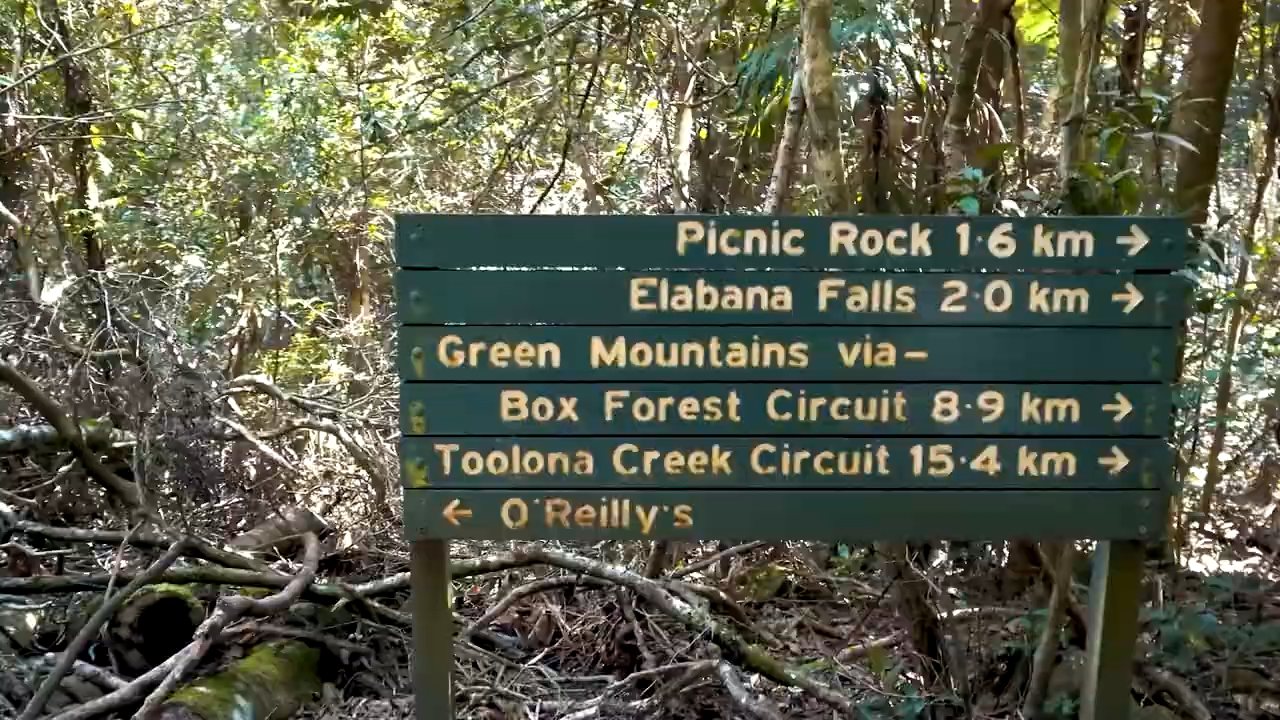 Picnic Rock 1·6 km →
Elabana Falls 2·0 km →
Green Mountains via–
Box Forest Circuit 8·9 km →
Toolona Creek Circuit 15·4 km →
← O'Reilly's